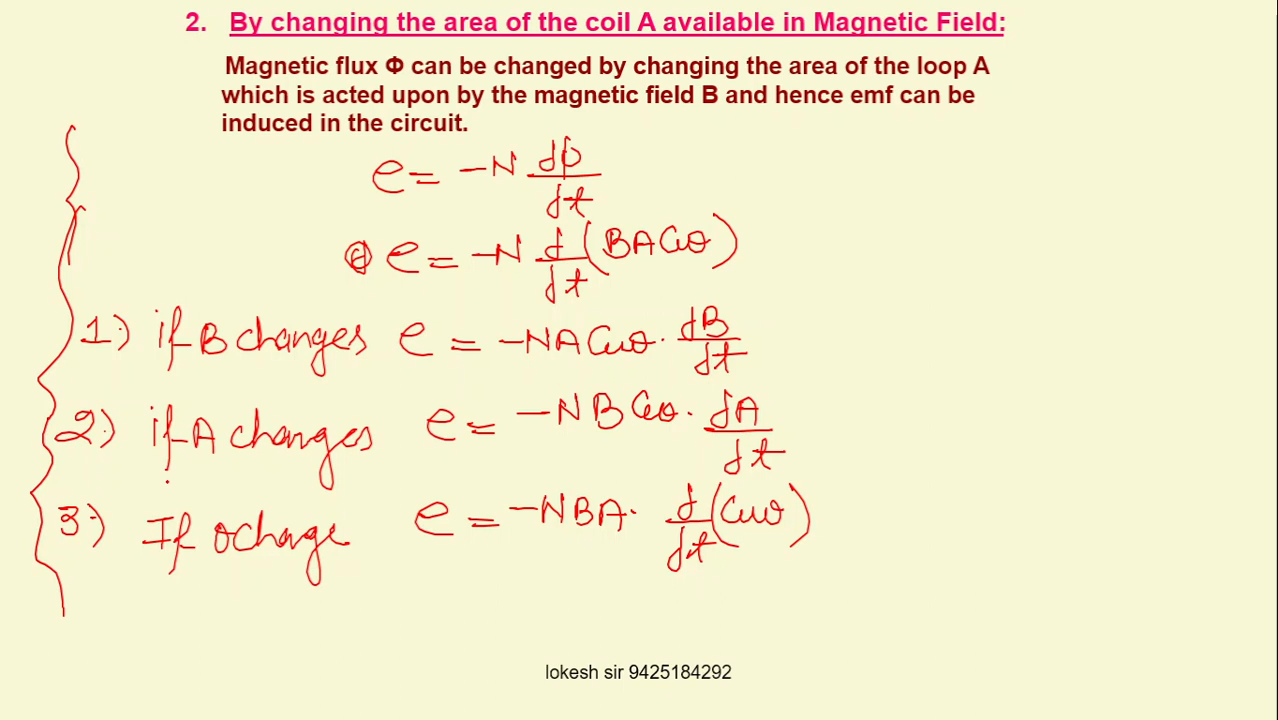 2. By changing the area of the coil A available in Magnetic Field:
Magnetic flux Φ can be changed by changing the area of the loop A
which is acted upon by the magnetic field B and hence emf can be
induced in the circuit.
e = -N dϕ/dt
e = -N d/dt (BA Cosθ)
1.) if B changes e = -NA Cosθ. dB/dt
2.) if A changes e = -NB Cosθ. dA/dt
3.) If θ change e = -NBA. d/dt (Cosθ)
lokesh sir 9425184292